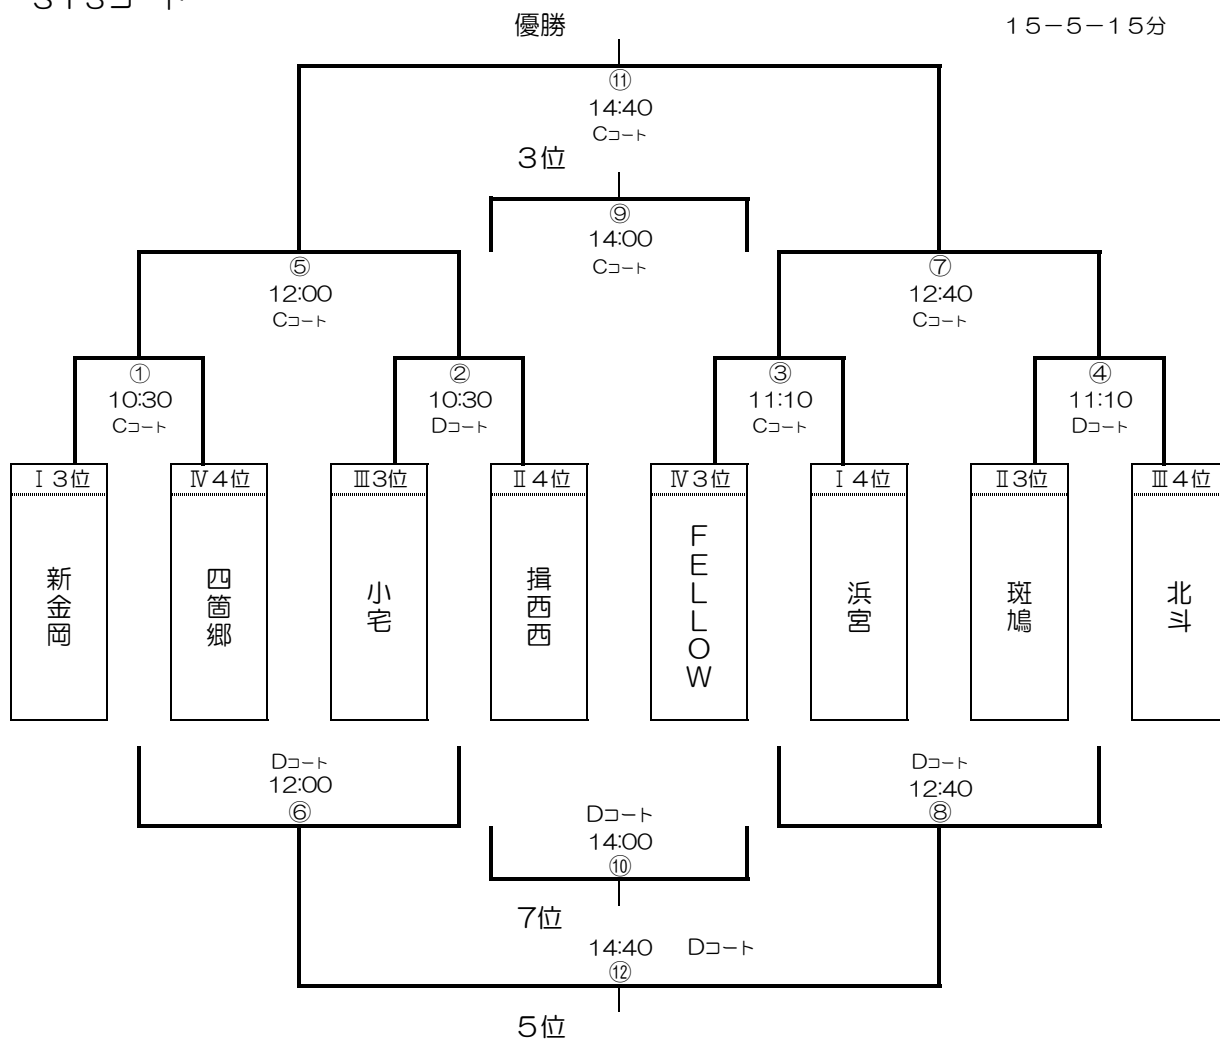 優勝
15-5-15分
⑪
14:40
Cコート
3位
⑨
14:00
Cコート
⑤
12:00
Cコート
⑦
12:40
Cコート
①
10:30
Cコート
②
10:30
Dコート
③
11:10
Cコート
④
11:10
Dコート
Ⅰ3位
Ⅳ4位
Ⅲ3位
Ⅱ4位
Ⅳ3位
Ⅰ4位
Ⅱ3位
Ⅲ4位
新金岡
四箇郷
小宅
揖西西
FELLOW
浜宮
斑鳩
北斗
Dコート
12:00
⑥
Dコート
12:40
⑧
Dコート
14:00
⑩
7位
14:40 Dコート
⑫
5位